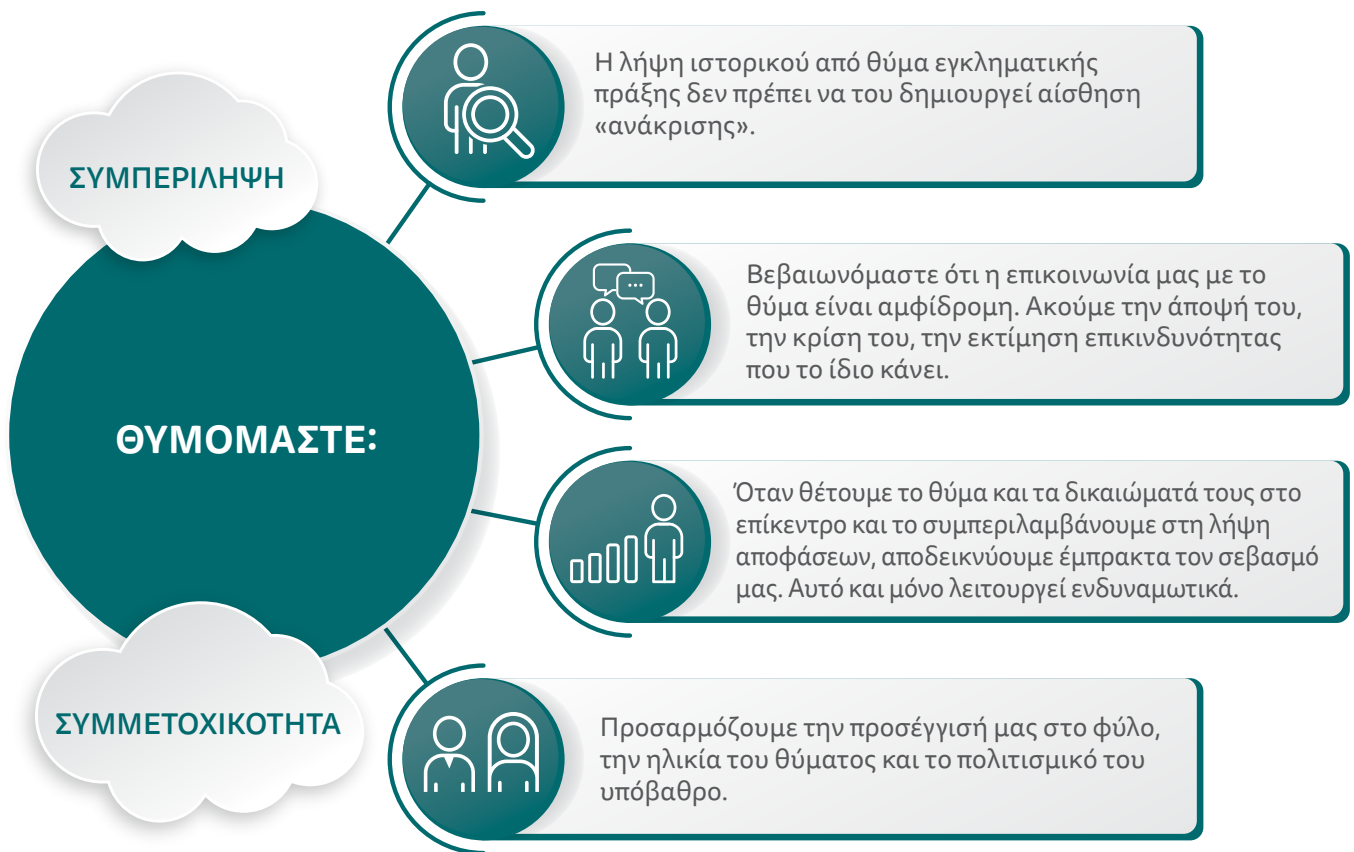 ΣΥΜΠΕΡΙΛΗΨΗ
ΘΥΜΟΜΑΣΤΕ:
ΣΥΜΜΕΤΟΧΙΚΟΤΗΤΑ
Η λήψη ιστορικού από θύμα εγκληματικής
πράξης δεν πρέπει να του δημιουργεί αίσθηση
«ανάκρισης».
Βεβαιωνόμαστε ότι η επικοινωνία μας με το
θύμα είναι αμφίδρομη. Ακούμε την άποψή του,
την κρίση του, την εκτίμηση επικινδυνότητας
που το ίδιο κάνει.
Όταν θέτουμε το θύμα και τα δικαιώματά τους στο
επίκεντρο και το συμπεριλαμβάνουμε στη λήψη
αποφάσεων, αποδεικνύουμε έμπρακτα τον σεβασμό
μας. Αυτό και μόνο λειτουργεί ενδυναμωτικά.
Προσαρμόζουμε την προσέγγισή μας στο φύλο,
την ηλικία του θύματος και το πολιτισμικό του
υπόβαθρο.